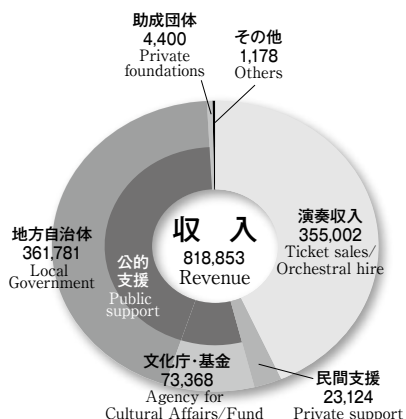 助成団体
4,400
Private
foundations
その他
1,178
Others
演奏収入
355,002
Ticket sales/
Orchestral hire
収 入
818,853
Revenue
地方自治体
361,781
Local
Government
公的
支援
Public
support
文化庁・基金
73,368
Agency for
Cultural Affairs/Fund
民間支援
23,124
Private support